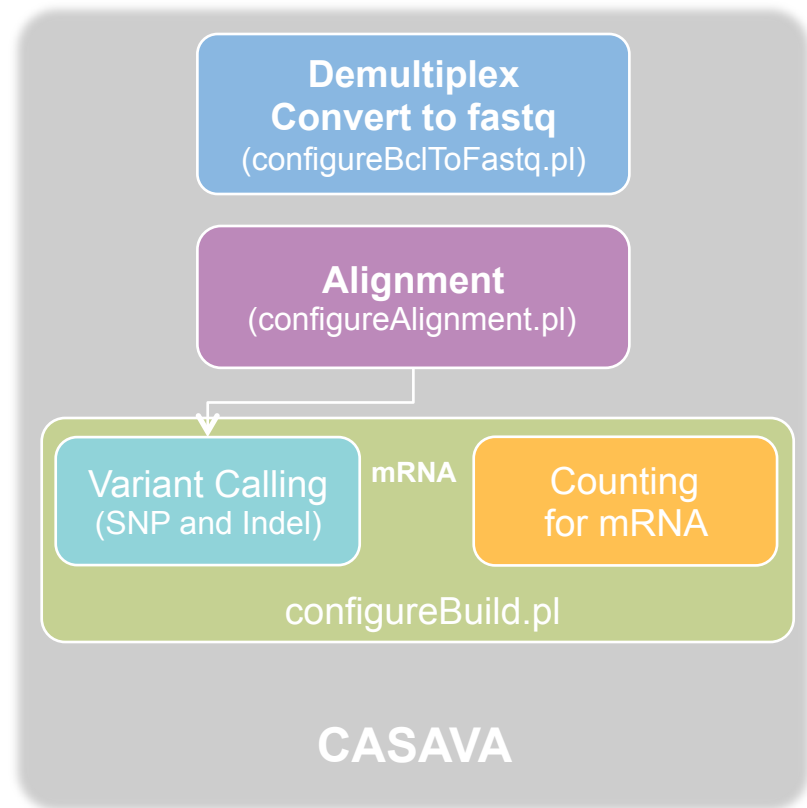 Demultiplex
Convert to fastq
(configureBclToFastq.pl)
Alignment
(configureAlignment.pl)
Variant Calling
(SNP and Indel)
mRNA
Counting
for mRNA
configureBuild.pl
CASAVA